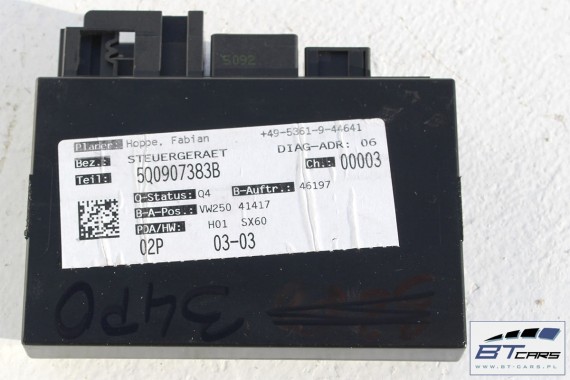 5092
Planer: Hoppe, Fabian +49-5361-9-44641
Bez.: STEUERGERAET DIAG-ADR: 06
Teil: 5Q0907383B Ch.: 00003
Q-Status: Q4 B-Auftr.: 46197
B-A-Pos.: VW250 41417
PDA/HW: H01 SX60
02P 03-03
34PO
BT CARS
WWW.BT-CARS.PL